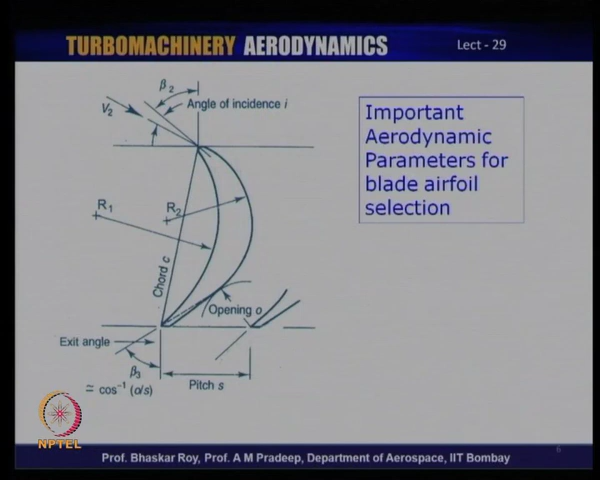 TURBOMACHINERY AERODYNAMICS
Lect - 29
β2
V2
Angle of incidence i
Important
Aerodynamic
Parameters for
blade airfoil
selection
R1
R2
Chord c
Opening o
Exit angle
β3
≃ cos⁻¹ (o/s)
Pitch s
NPTEL
Prof. Bhaskar Roy, Prof. A M Pradeep, Department of Aerospace, IIT Bombay
6